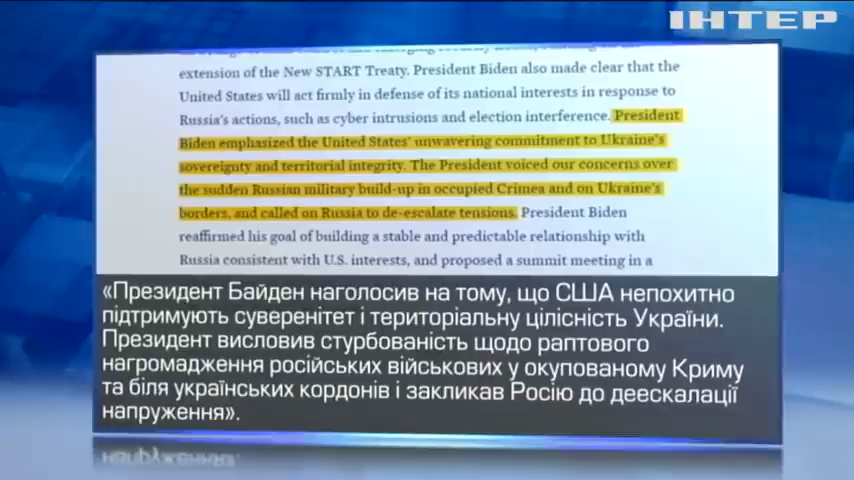 ІНТЕР
extension of the New START Treaty. President Biden also made clear that the
United States will act firmly in defense of its national interests in response to
Russia's actions, such as cyber intrusions and election interference. President
Biden emphasized the United States' unwavering commitment to Ukraine's
sovereignty and territorial integrity. The President voiced our concerns over
the sudden Russian military build-up in occupied Crimea and on Ukraine's
borders, and called on Russia to de-escalate tensions. President Biden
reaffirmed his goal of building a stable and predictable relationship with
Russia consistent with U.S. interests, and proposed a summit meeting in a
«Президент Байден наголосив на тому, що США непохитно
підтримують суверенітет і територіальну цілісність України.
Президент висловив стурбованість щодо раптового
нагромадження російських військових у окупованому Криму
та біля українських кордонів і закликав Росію до деескалації
напруження».